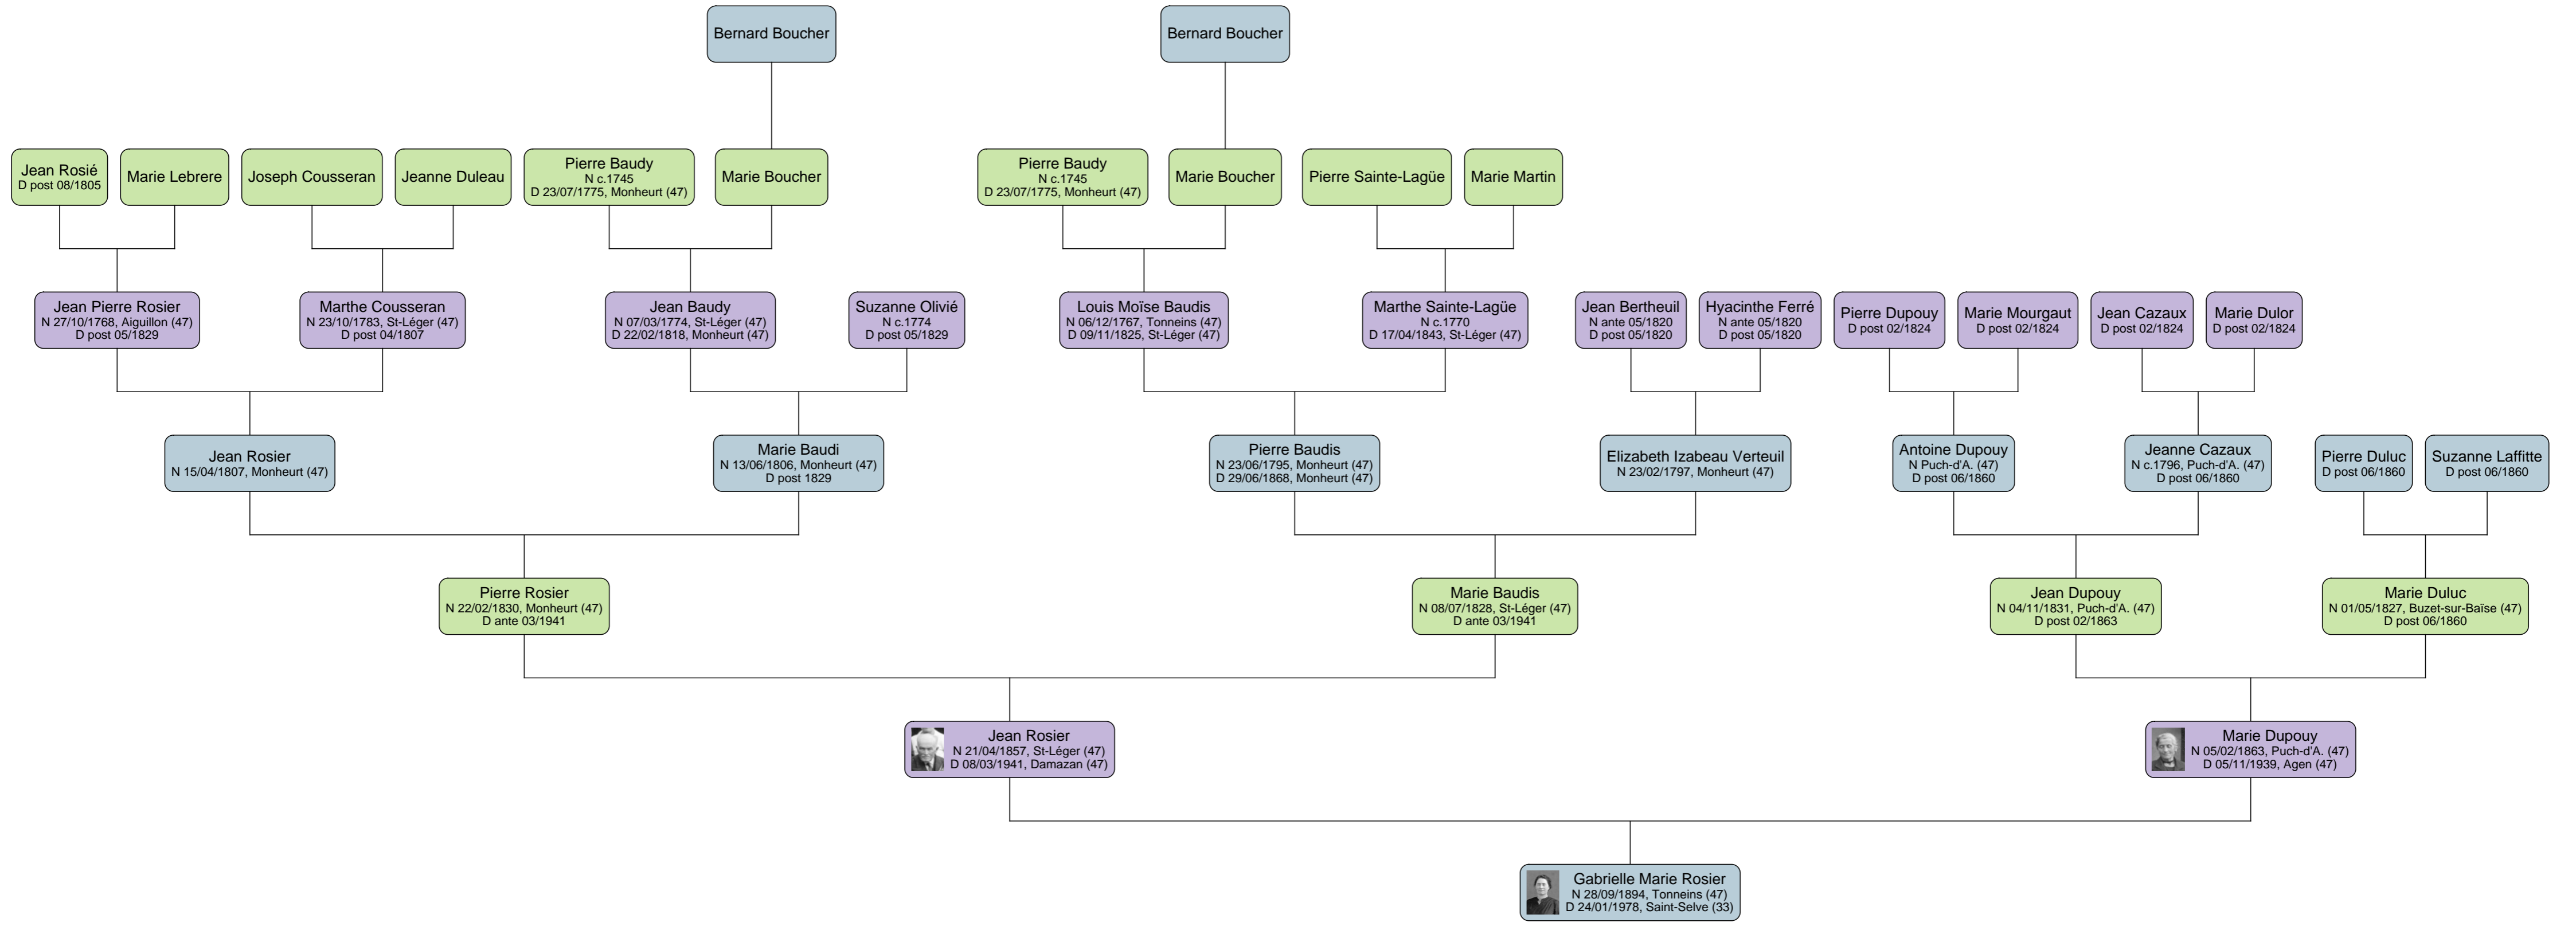 Bernard Boucher
Bernard Boucher
Jean Rosié
D post 08/1805
Marie Lebrere
Joseph Cousseran
Jeanne Duleau
Pierre Baudy
N c.1745
D 23/07/1775, Monheurt (47)
Marie Boucher
Pierre Baudy
N c.1745
D 23/07/1775, Monheurt (47)
Marie Boucher
Pierre Sainte-Lagüe
Marie Martin
Jean Pierre Rosier
N 27/10/1768, Aiguillon (47)
D post 05/1829
Marthe Cousseran
N 23/10/1783, St-Léger (47)
D post 04/1807
Jean Baudy
N 07/03/1774, St-Léger (47)
D 22/02/1818, Monheurt (47)
Suzanne Olivié
N c.1774
D post 05/1829
Louis Moïse Baudis
N 06/12/1767, Tonneins (47)
D 09/11/1825, St-Léger (47)
Marthe Sainte-Lagüe
N c.1770
D 17/04/1843, St-Léger (47)
Jean Bertheuil
N ante 05/1820
D post 05/1820
Hyacinthe Ferré
N ante 05/1820
D post 05/1820
Pierre Dupouy
D post 02/1824
Marie Mourgaut
D post 02/1824
Jean Cazaux
D post 02/1824
Marie Dulor
D post 02/1824
Jean Rosier
N 15/04/1807, Monheurt (47)
Marie Baudi
N 13/06/1806, Monheurt (47)
D post 1829
Pierre Baudis
N 23/06/1795, Monheurt (47)
D 29/06/1868, Monheurt (47)
Elizabeth Izabeau Verteuil
N 23/02/1797, Monheurt (47)
Antoine Dupouy
N Puch-d'A. (47)
D post 06/1860
Jeanne Cazaux
N c.1796, Puch-d'A. (47)
D post 06/1860
Pierre Duluc
D post 06/1860
Suzanne Laffitte
D post 06/1860
Pierre Rosier
N 22/02/1830, Monheurt (47)
D ante 03/1941
Marie Baudis
N 08/07/1828, St-Léger (47)
D ante 03/1941
Jean Dupouy
N 04/11/1831, Puch-d'A. (47)
D post 02/1863
Marie Duluc
N 01/05/1827, Buzet-sur-Baïse (47)
D post 06/1860
Jean Rosier
N 21/04/1857, St-Léger (47)
D 08/03/1941, Damazan (47)
Marie Dupouy
N 05/02/1863, Puch-d'A. (47)
D 05/11/1939, Agen (47)
Gabrielle Marie Rosier
N 28/09/1894, Tonneins (47)
D 24/01/1978, Saint-Selve (33)